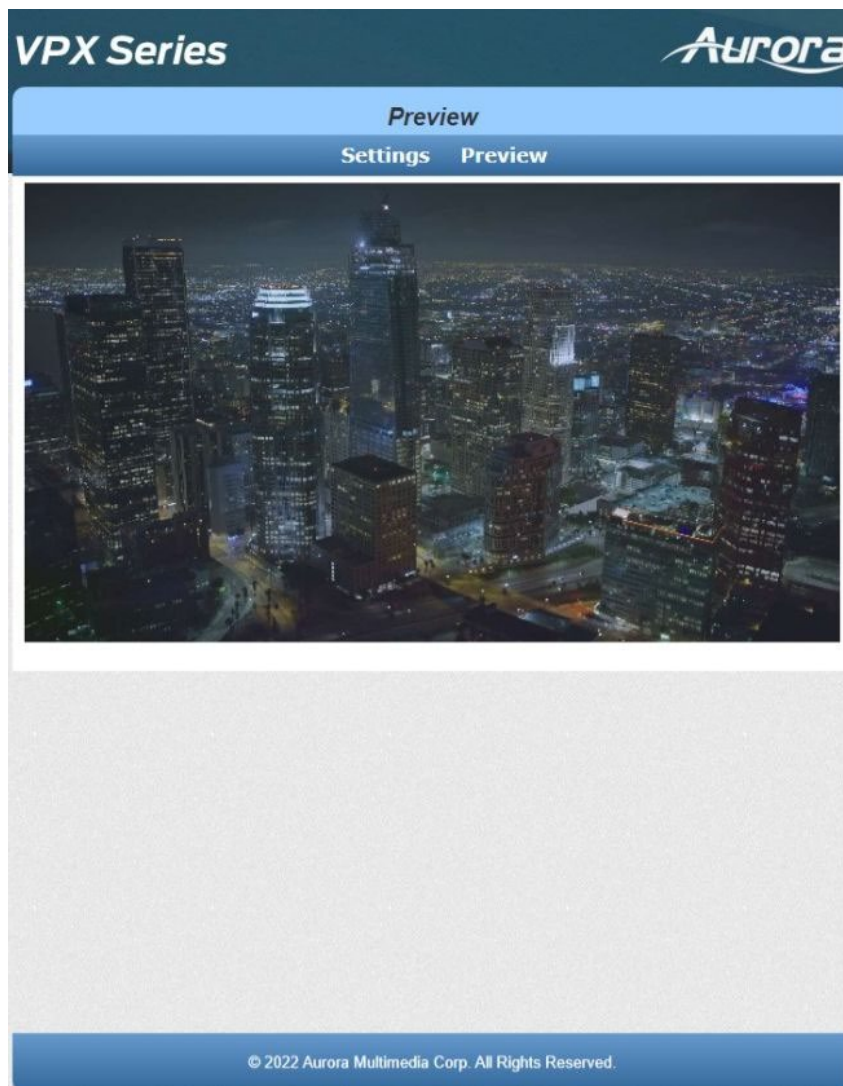 VPX Series
Aurora
Preview
Settings Preview
© 2022 Aurora Multimedia Corp. All Rights Reserved.